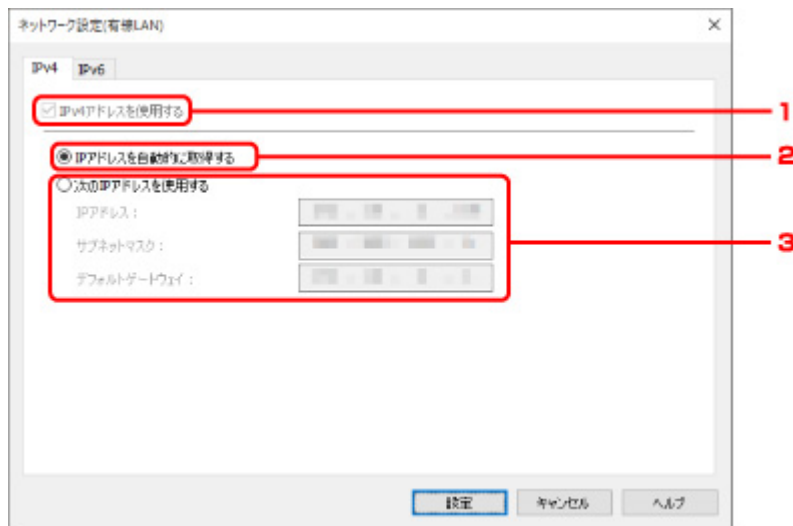 ネットワーク設定(有線LAN)
IPv4 IPv6
IPv4アドレスを使用する
1
IPアドレスを自動的に取得する
2
次のIPアドレスを使用する
IPアドレス：
サブネットマスク：
デフォルトゲートウェイ：
3
設定 キャンセル ヘルプ